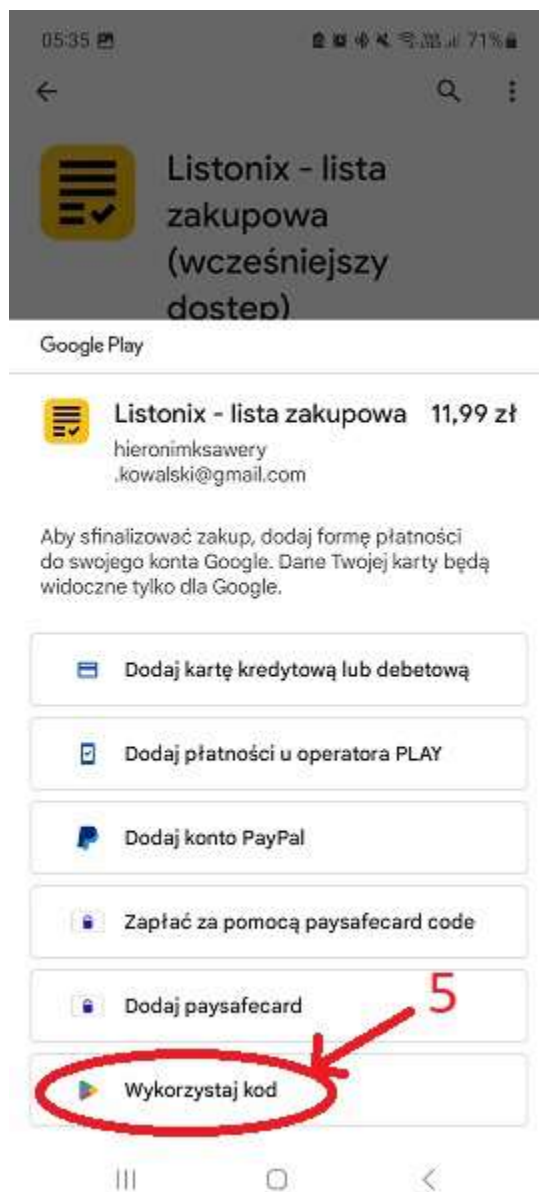 05:35
71%
Listonix - lista
zakupowa
(wcześniejszy
dostęp)
Google Play
Listonix - lista zakupowa 11,99 zł
hieronimksawery
.kowalski@gmail.com
Aby sfinalizować zakup, dodaj formę płatności
do swojego konta Google. Dane Twojej karty będą
widoczne tylko dla Google.
Dodaj kartę kredytową lub debetową
Dodaj płatności u operatora PLAY
Dodaj konto PayPal
Zapłać za pomocą paysafecard code
Dodaj paysafecard
5
Wykorzystaj kod